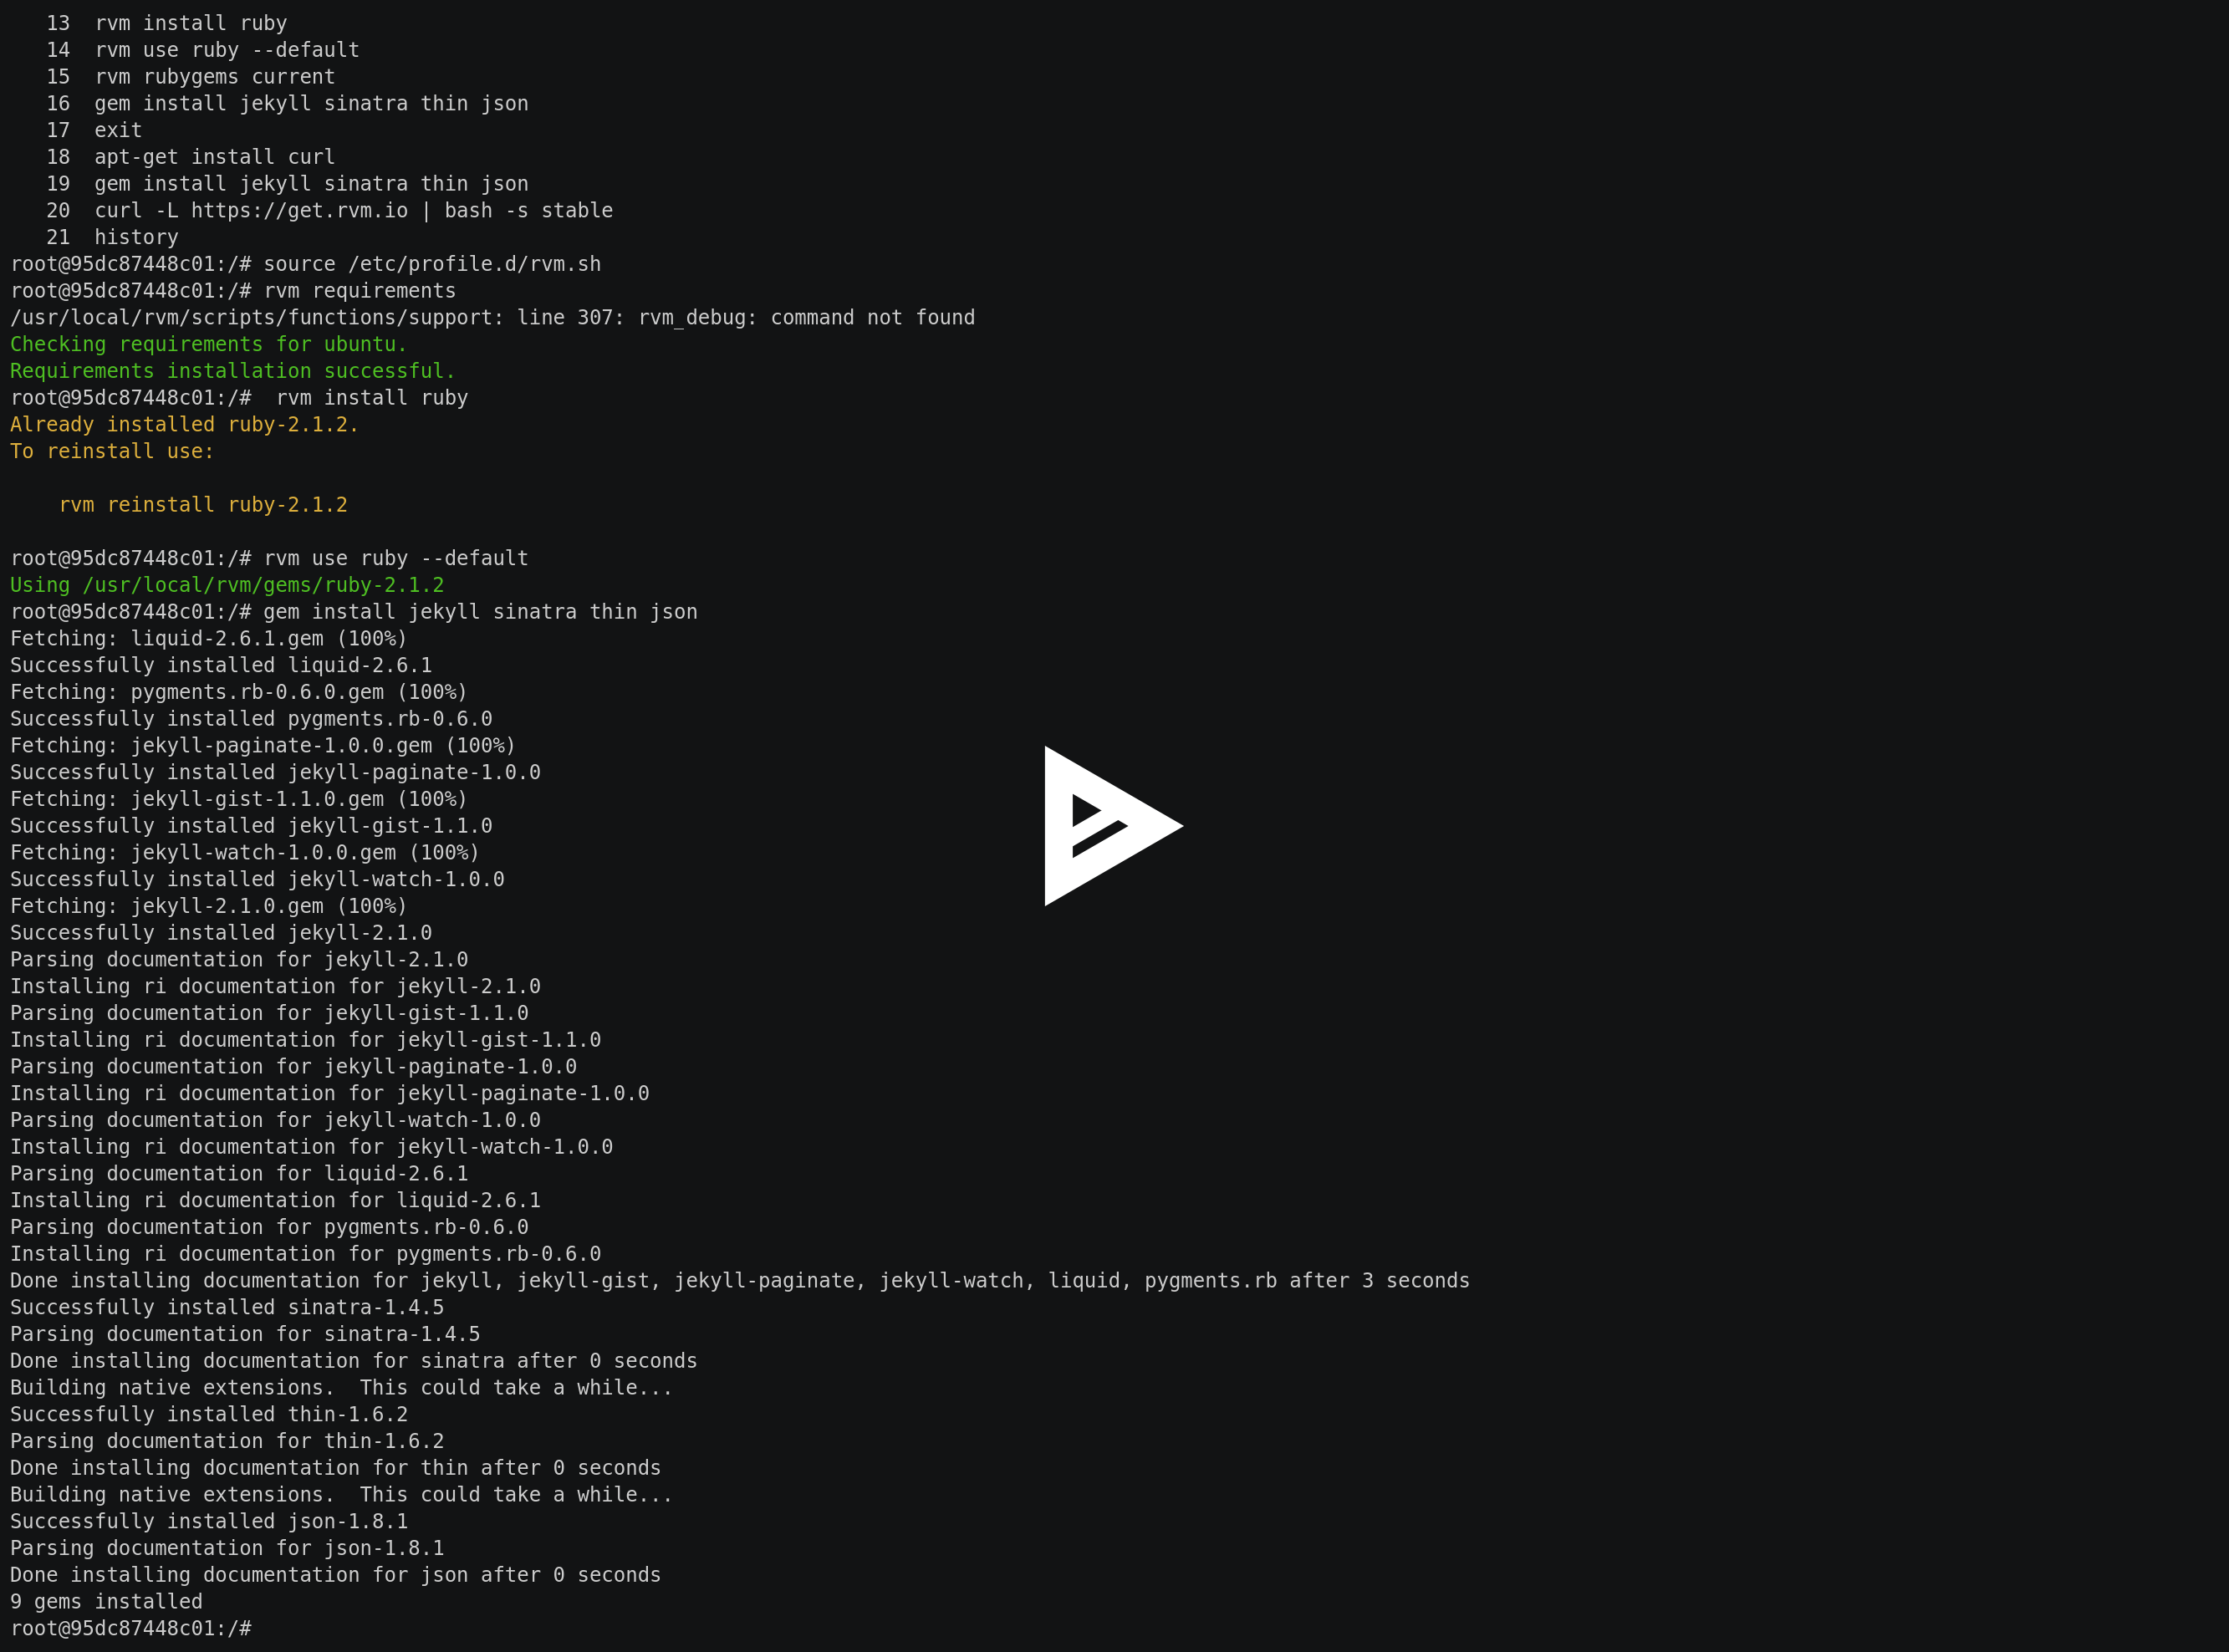 13  rvm install ruby
14  rvm use ruby --default
15  rvm rubygems current
16  gem install jekyll sinatra thin json
17  exit
18  apt-get install curl
19  gem install jekyll sinatra thin json
20  curl -L https://get.rvm.io | bash -s stable
21  history
root@95dc87448c01:/# source /etc/profile.d/rvm.sh
root@95dc87448c01:/# rvm requirements
/usr/local/rvm/scripts/functions/support: line 307: rvm_debug: command not found
Checking requirements for ubuntu.
Requirements installation successful.
root@95dc87448c01:/#  rvm install ruby
Already installed ruby-2.1.2.
To reinstall use:
rvm reinstall ruby-2.1.2
root@95dc87448c01:/# rvm use ruby --default
Using /usr/local/rvm/gems/ruby-2.1.2
root@95dc87448c01:/# gem install jekyll sinatra thin json
Fetching: liquid-2.6.1.gem (100%)
Successfully installed liquid-2.6.1
Fetching: pygments.rb-0.6.0.gem (100%)
Successfully installed pygments.rb-0.6.0
Fetching: jekyll-paginate-1.0.0.gem (100%)
Successfully installed jekyll-paginate-1.0.0
Fetching: jekyll-gist-1.1.0.gem (100%)
Successfully installed jekyll-gist-1.1.0
Fetching: jekyll-watch-1.0.0.gem (100%)
Successfully installed jekyll-watch-1.0.0
Fetching: jekyll-2.1.0.gem (100%)
Successfully installed jekyll-2.1.0
Parsing documentation for jekyll-2.1.0
Installing ri documentation for jekyll-2.1.0
Parsing documentation for jekyll-gist-1.1.0
Installing ri documentation for jekyll-gist-1.1.0
Parsing documentation for jekyll-paginate-1.0.0
Installing ri documentation for jekyll-paginate-1.0.0
Parsing documentation for jekyll-watch-1.0.0
Installing ri documentation for jekyll-watch-1.0.0
Parsing documentation for liquid-2.6.1
Installing ri documentation for liquid-2.6.1
Parsing documentation for pygments.rb-0.6.0
Installing ri documentation for pygments.rb-0.6.0
Done installing documentation for jekyll, jekyll-gist, jekyll-paginate, jekyll-watch, liquid, pygments.rb after 3 seconds
Successfully installed sinatra-1.4.5
Parsing documentation for sinatra-1.4.5
Done installing documentation for sinatra after 0 seconds
Building native extensions.  This could take a while...
Successfully installed thin-1.6.2
Parsing documentation for thin-1.6.2
Done installing documentation for thin after 0 seconds
Building native extensions.  This could take a while...
Successfully installed json-1.8.1
Parsing documentation for json-1.8.1
Done installing documentation for json after 0 seconds
9 gems installed
root@95dc87448c01:/#